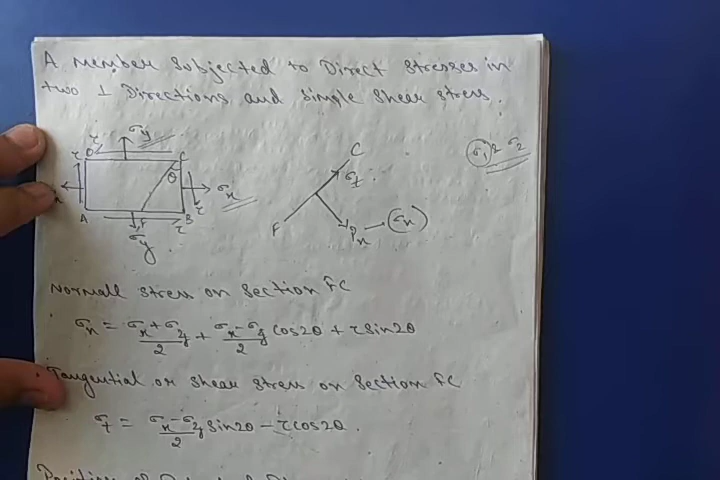 A member Subjected to Direct stresses in
two ⊥ Directions and simple shear stress.
τ σy
τ D C
θ σx
A F B τ
τ
σy
C
σt
F Pn → (σn)
σ1 & σ2
Normall stress on section FC
σn = σx + σy / 2 + σx - σy / 2 cos2θ + τ sin2θ
Tangential or shear stress on section FC
σt = σx - σy / 2 sin2θ - τ cos2θ.